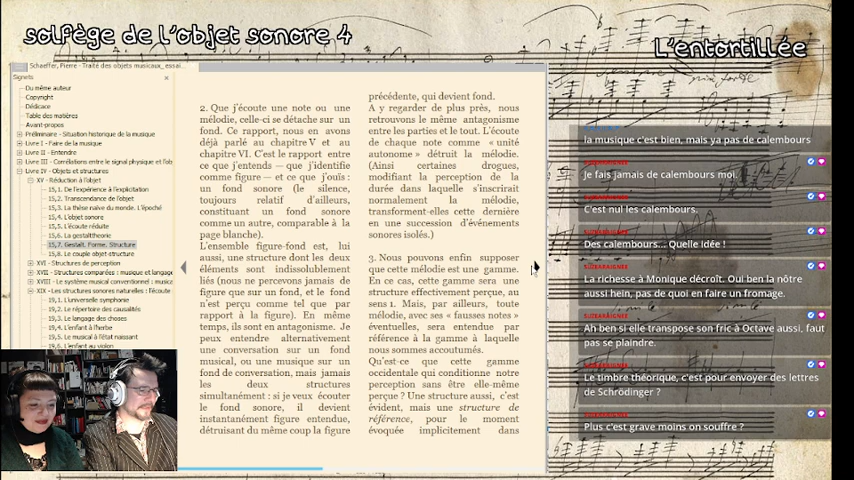 solfège de l'objet sonore 4
L'entortillée
Schaeffer, Pierre - Traité des objets musicaux_essai...
Signets
Du même auteur
Copyright
Dédicace
Table des matières
Avant-propos
Préliminaire - Situation historique de la musique
Livre I - Faire de la musique
Livre II - Entendre
Livre III - Corrélations entre le signal physique et l'ob
Livre IV - Objets et structures
XV - Réduction à l'objet
15,1. De l'expérience à l'explicitation
15,2. Transcendance de l'objet
15,3. La thèse naïve du monde. L'époché
15,4. L'objet sonore
15,5. L'écoute réduite
15,6. La gestalttheorie
15,7. Gestalt. Forme. Structure
15,8. Le couple objet-structure
XVI - Structures de perception
XVII - Structures comparées : musique et langage
XVIII - Le système musical conventionnel : musica
XIX - Les structures sonores naturelles : l'écoute
19,1. L'universelle symphonie
19,2. Le répertoire des causalités
19,3. Le langage des choses
19,4. L'enfant à l'herbe
19,5. Le musical à l'état naissant
19,6. L'enfant au violon
2. Que j'écoute une note ou une
mélodie, celle-ci se détache sur un
fond. Ce rapport, nous en avons
déjà parlé au chapitre V et au
chapitre VI. C'est le rapport entre
ce que j'entends — que j'identifie
comme figure — et ce que j'ouïs :
un fond sonore (le silence,
toujours relatif d'ailleurs,
constituant un fond sonore
comme un autre, comparable à la
page blanche).
L'ensemble figure-fond est, lui
aussi, une structure dont les deux
éléments sont indissolublement
liés (nous ne percevons jamais de
figure que sur un fond, et le fond
n'est perçu comme tel que par
rapport à la figure). En même
temps, ils sont en antagonisme. Je
peux entendre alternativement
une conversation sur un fond
musical, ou une musique sur un
fond de conversation, mais jamais
les deux structures
simultanément : si je veux écouter
le fond sonore, il devient
instantanément figure entendue,
détruisant du même coup la figure
précédente, qui devient fond.
A y regarder de plus près, nous
retrouvons le même antagonisme
entre les parties et le tout. L'écoute
de chaque note comme « unité
autonome » détruit la mélodie.
(Ainsi certaines drogues,
modifiant la perception de la
durée dans laquelle s'inscrirait
normalement la mélodie,
transforment-elles cette dernière
en une succession d'événements
sonores isolés.)
3. Nous pouvons enfin supposer
que cette mélodie est une gamme.
En ce cas, cette gamme sera une
structure effectivement perçue, au
sens 1. Mais, par ailleurs, toute
mélodie, avec ses « fausses notes »
éventuelles, sera entendue par
référence à la gamme à laquelle
nous sommes accoutumés.
Qu'est-ce que cette gamme
occidentale qui conditionne notre
perception sans être elle-même
perçue ? Une structure aussi, c'est
évident, mais une structure de
référence, pour le moment
évoquée implicitement dans
la musique c'est bien, mais ya pas de calembours
Je fais jamais de calembours moi.
C'est nul les calembours.
Des calembours... Quelle idée !
La richesse à Monique décroît. Oui ben la nôtre
aussi hein, pas de quoi en faire un fromage.
Ah ben si elle transpose son fric à Octave aussi, faut
pas se plaindre.
Le timbre théorique, c'est pour envoyer des lettres
de Schrödinger ?
Plus c'est grave moins on souffre ?